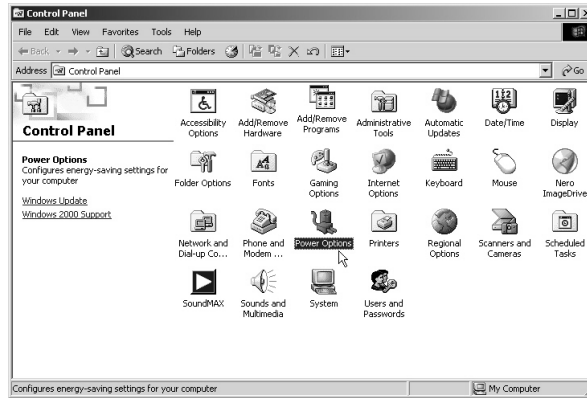 Control Panel
File Edit View Favorites Tools Help
Back Search Folders
Address Control Panel Go
Control Panel
Power Options
Configures energy-saving settings for
your computer
Windows Update
Windows 2000 Support
Accessibility
Options
Add/Remove
Hardware
Add/Remove
Programs
Administrative
Tools
Automatic
Updates
Date/Time
Display
Folder Options
Fonts
Gaming
Options
Internet
Options
Keyboard
Mouse
Nero
ImageDrive
Network and
Dial-up Co...
Phone and
Modem ...
Power Options
Printers
Regional
Options
Scanners and
Cameras
Scheduled
Tasks
SoundMAX
Sounds and
Multimedia
System
Users and
Passwords
Configures energy-saving settings for your computer My Computer